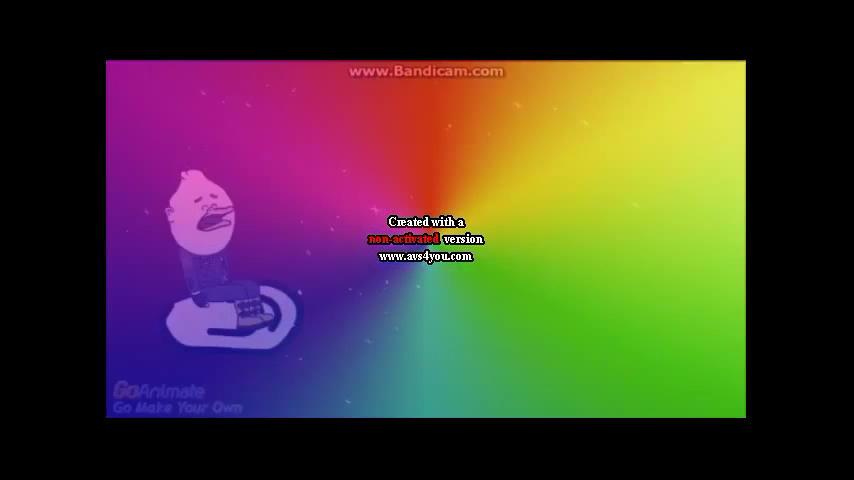 www.Bandicam.com
Created with a
non-activated version
www.avs4you.com
GoAnimate
Go Make Your Own